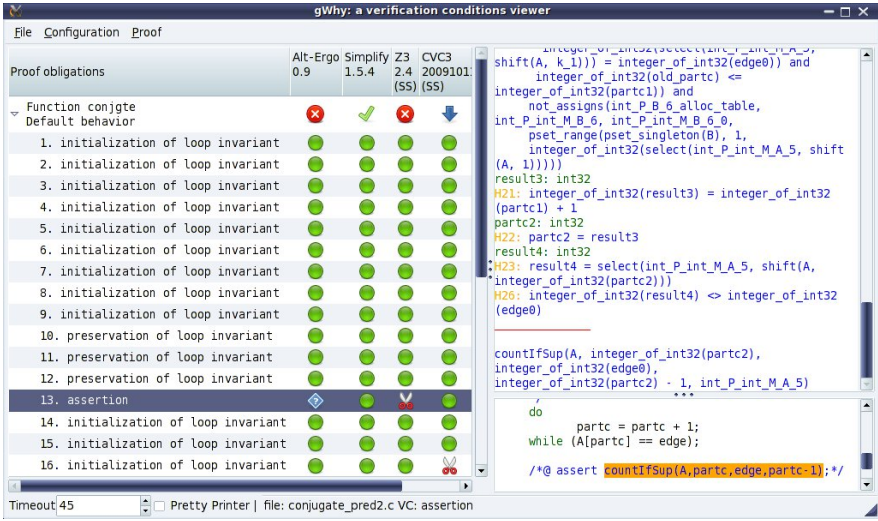 gWhy: a verification conditions viewer
File Configuration Proof
Proof obligations
Alt-Ergo 0.9
Simplify 1.5.4
Z3 2.4 (SS)
CVC3 2009101 (SS)
Function conjgte
Default behavior
1. initialization of loop invariant
2. initialization of loop invariant
3. initialization of loop invariant
4. initialization of loop invariant
5. initialization of loop invariant
6. initialization of loop invariant
7. initialization of loop invariant
8. initialization of loop invariant
9. initialization of loop invariant
10. preservation of loop invariant
11. preservation of loop invariant
12. preservation of loop invariant
13. assertion
14. initialization of loop invariant
15. initialization of loop invariant
16. initialization of loop invariant
integer_of_int32(select(int_P_int_M_A_5,
shift(A, k_1))) = integer_of_int32(edge0)) and
integer_of_int32(old_partc) <=
integer_of_int32(partc1)) and
not_assigns(int_P_B_6_alloc_table,
int_P_int_M_B_6, int_P_int_M_B_6_0,
pset_range(pset_singleton(B), 1,
integer_of_int32(select(int_P_int_M_A_5, shift
(A, 1)))))
result3: int32
H21: integer_of_int32(result3) = integer_of_int32
(partc1) + 1
partc2: int32
H22: partc2 = result3
result4: int32
H23: result4 = select(int_P_int_M_A_5, shift(A,
integer_of_int32(partc2)))
H26: integer_of_int32(result4) <> integer_of_int32
(edge0)
countIfSup(A, integer_of_int32(partc2),
integer_of_int32(edge0),
integer_of_int32(partc2) - 1, int_P_int_M_A_5)
*/
do
partc = partc + 1;
while (A[partc] == edge);
/*@ assert countIfSup(A,partc,edge,partc-1);*/
Timeout 45 Pretty Printer | file: conjugate_pred2.c VC: assertion